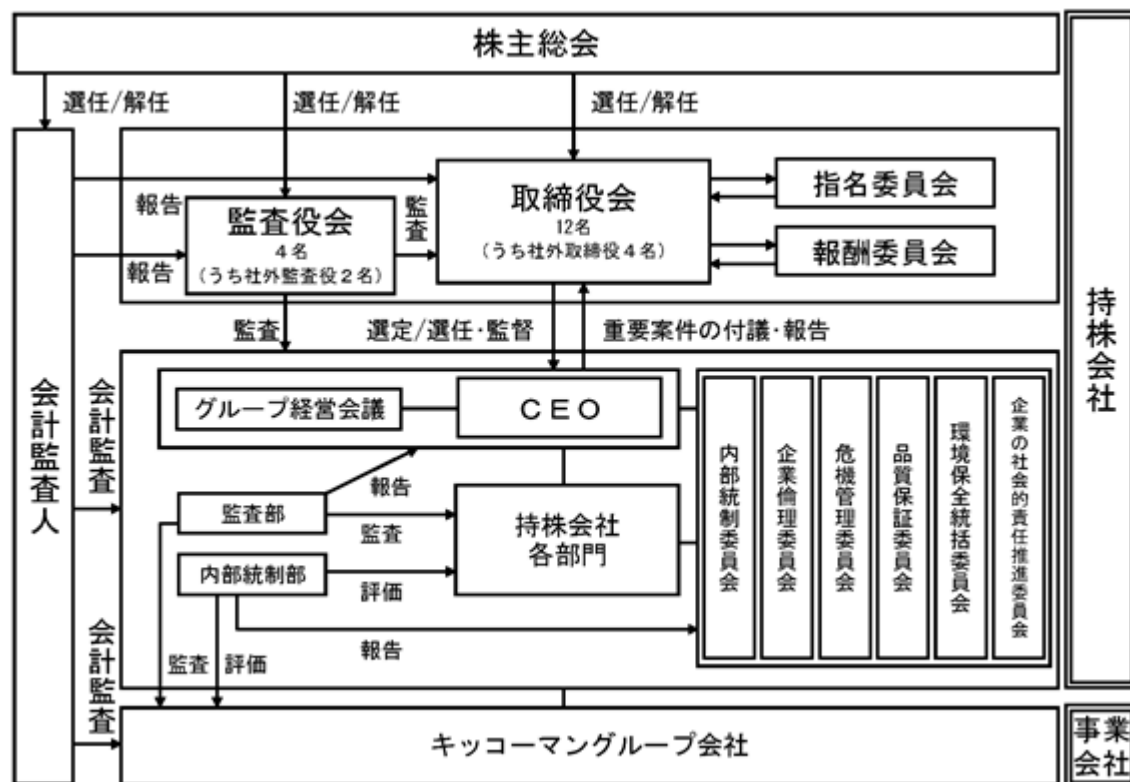 株主総会
選任/解任
選任/解任
選任/解任
持株会社
会計監査人
報告
報告
監査役会
4名
(うち社外監査役2名)
監査
取締役会
12名
(うち社外取締役4名)
指名委員会
報酬委員会
監査
選定/選任・監督
重要案件の付議・報告
会計監査
グループ経営会議
CEO
報告
監査部
監査
持株会社
各部門
内部統制部
評価
報告
内部統制委員会
企業倫理委員会
危機管理委員会
品質保証委員会
環境保全統括委員会
企業の社会的責任推進委員会
会計監査
監査
評価
キッコーマングループ会社
事業
会社